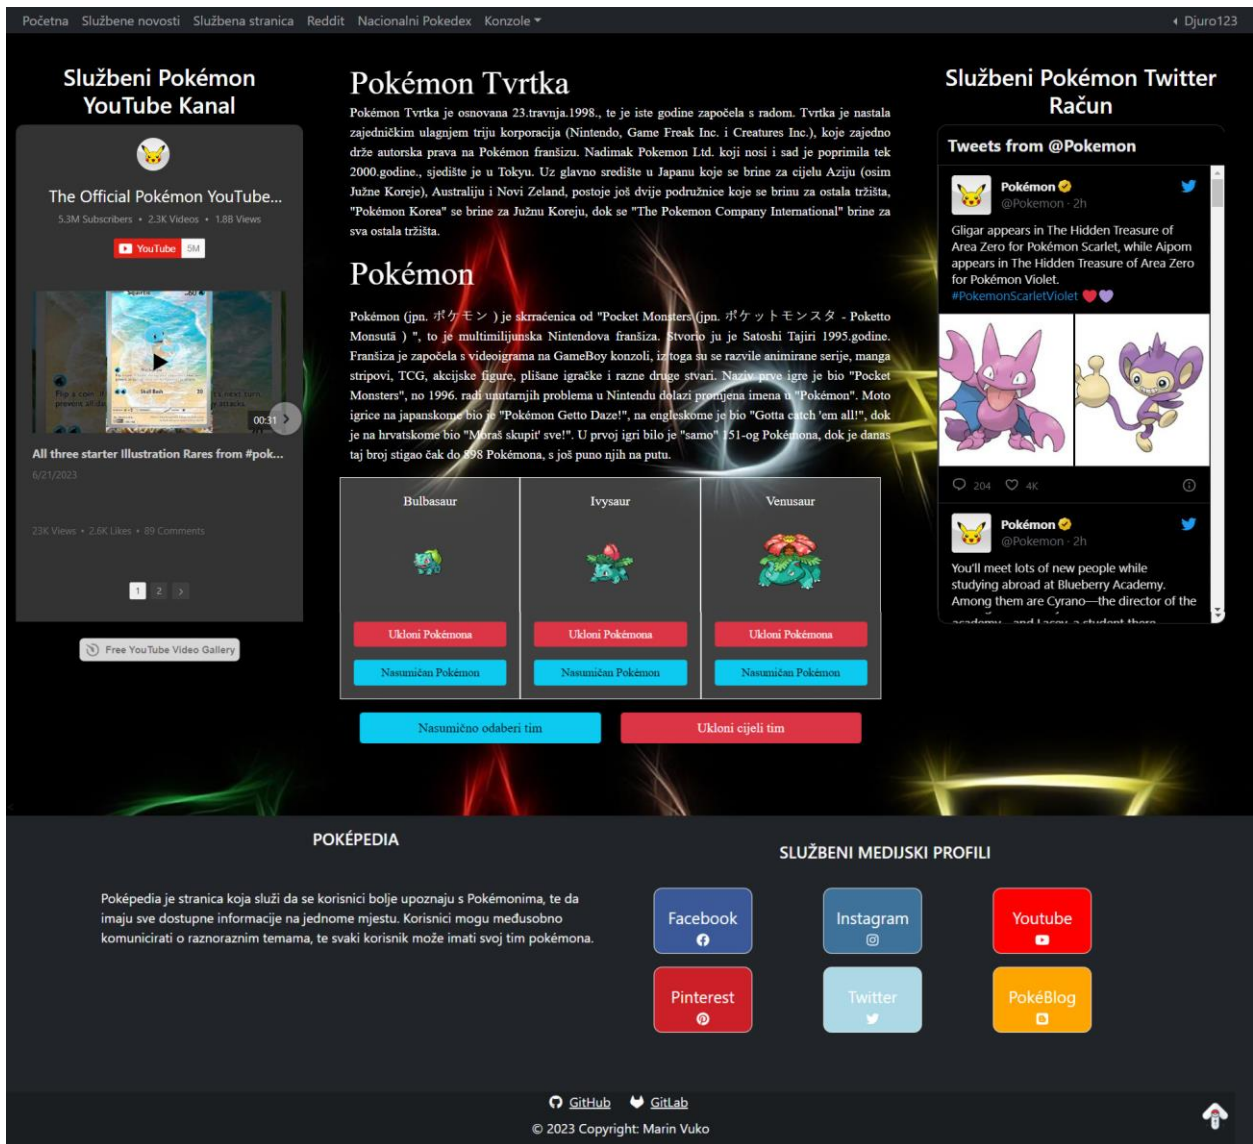 Početna Službene novosti Službena stranica Reddit Nacionalni Pokedex Konzole
Djuro123
Službeni Pokémon
YouTube Kanal
The Official Pokémon YouTube...
5.3M Subscribers • 2.3K Videos • 1.8B Views
YouTube 5M
00:31
All three starter Illustration Rares from #pok...
6/21/2023
23K Views • 2.6K Likes • 89 Comments
1 2
Free YouTube Video Gallery
Pokémon Tvrtka
Pokémon Tvrtka je osnovana 23.travnja.1998., te je iste godine započela s radom. Tvrtka je nastala
zajedničkim ulagnjem triju korporacija (Nintendo, Game Freak Inc. i Creatures Inc.), koje zajedno
drže autorska prava na Pokémon franšizu. Nadimak Pokemon Ltd. koji nosi i sad je poprimila tek
2000.godine., sjedište je u Tokyu. Uz glavno središte u Japanu koje se brine za cijelu Aziju (osim
Južne Koreje), Australiju i Novi Zeland, postoje još dvije podružnice koje se brinu za ostala tržišta,
"Pokémon Korea" se brine za Južnu Koreju, dok se "The Pokemon Company International" brine za
sva ostala tržišta.
Pokémon
Pokémon (jpn. ポケモン ) je skrraćenica od "Pocket Monsters (jpn. ポケットモンスタ - Poketto
Monsutā ) ", to je multimilijunska Nintendova franšiza. Stvorio ju je Satoshi Tajiri 1995.godine.
Franšiza je započela s videoigrama na GameBoy konzoli, iz toga su se razvile animirane serije, manga
stripovi, TCG, akcijske figure, plišane igračke i razne druge stvari. Naziv prve igre je bio "Pocket
Monsters", no 1996. radi unutarnjih problema u Nintendu dolazi promjena imena u "Pokémon". Moto
igrice na japanskome bio je "Pokémon Getto Daze!", na engleskome je bio "Gotta catch 'em all!", dok
je na hrvatskome bio "Moraš skupit' sve!". U prvoj igri bilo je "samo" 151-og Pokémona, dok je danas
taj broj stigao čak do 898 Pokémona, s još puno njih na putu.
Bulbasaur Ivysaur Venusaur
Ukloni Pokémona Ukloni Pokémona Ukloni Pokémona
Nasumičan Pokémon Nasumičan Pokémon Nasumičan Pokémon
Nasumično odaberi tim Ukloni cijeli tim
Službeni Pokémon Twitter
Račun
Tweets from @Pokemon
Pokémon
@Pokemon · 2h
Gligar appears in The Hidden Treasure of
Area Zero for Pokémon Scarlet, while Aipom
appears in The Hidden Treasure of Area Zero
for Pokémon Violet.
#PokemonScarletViolet
204 4K
Pokémon
@Pokemon · 2h
You'll meet lots of new people while
studying abroad at Blueberry Academy.
Among them are Cyrano—the director of the
academy—and Lacey, a student there
POKÉPEDIA
Poképedia je stranica koja služi da se korisnici bolje upoznaju s Pokémonima, te da
imaju sve dostupne informacije na jednome mjestu. Korisnici mogu međusobno
komunicirati o raznoraznim temama, te svaki korisnik može imati svoj tim pokémona.
SLUŽBENI MEDIJSKI PROFILI
Facebook Instagram Youtube
Pinterest Twitter PokéBlog
GitHub GitLab
© 2023 Copyright: Marin Vuko